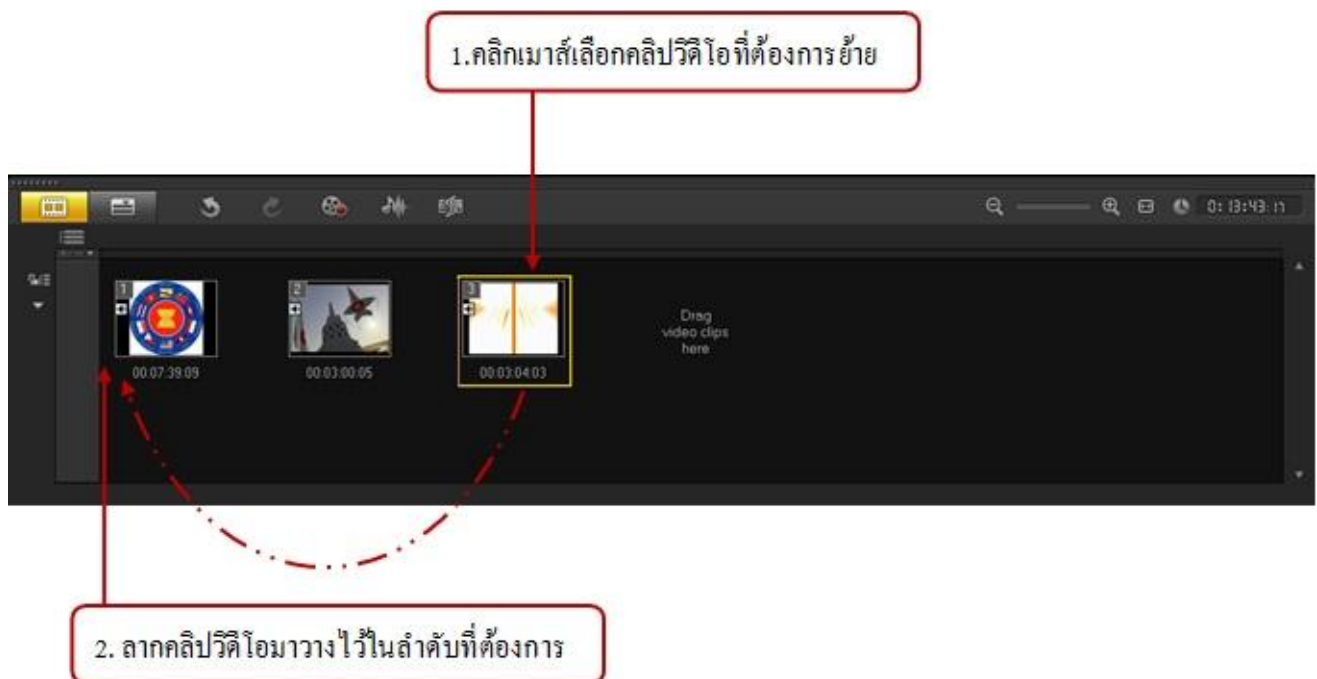 1.คลิกเมาส์เลือกคลิปวิดีโอที่ต้องการย้าย
0:13:43:17
1
2
3
Drag
video clips
here
00:07:39:09
00:03:00:05
00:03:04:03
2. ลากคลิปวิดีโอมาวางไว้ในลำดับที่ต้องการ